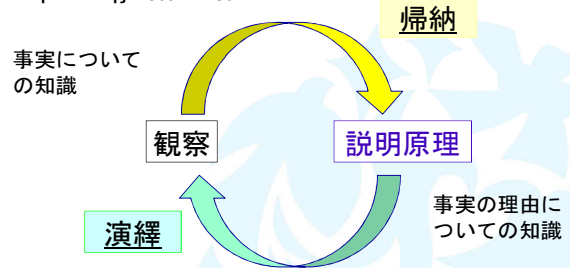 帰納
事実について
の知識
観察
説明原理
事実の理由に
ついての知識
演繹